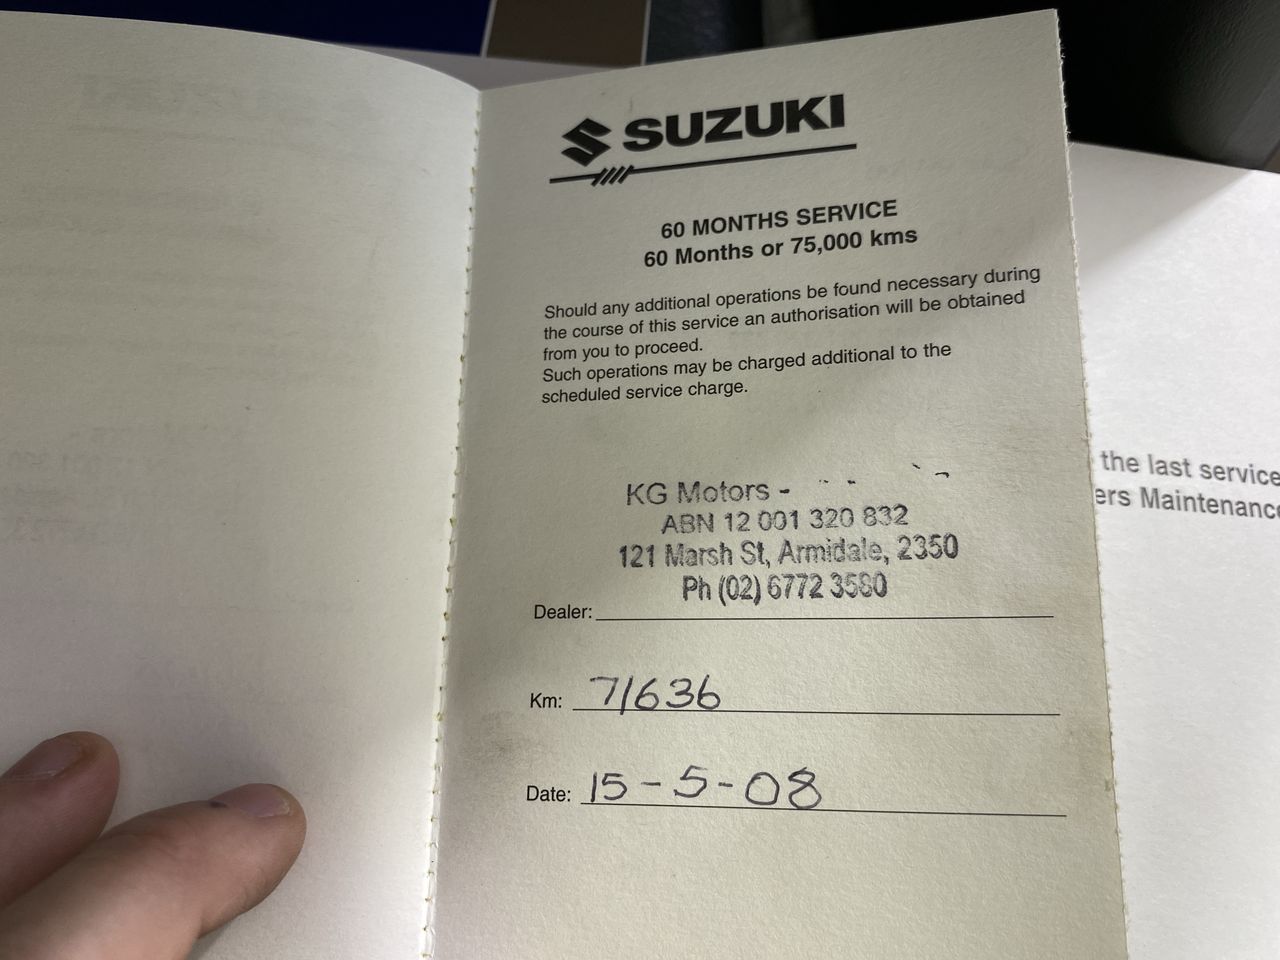 SUZUKI
60 MONTHS SERVICE
60 Months or 75,000 kms
Should any additional operations be found necessary during
the course of this service an authorisation will be obtained
from you to proceed.
Such operations may be charged additional to the
scheduled service charge.
KG Motors -
ABN 12 001 320 832
121 Marsh St, Armidale, 2350
Ph (02) 6772 3580
Dealer:
Km: 71636
Date: 15-5-08
the last service
ers Maintenance